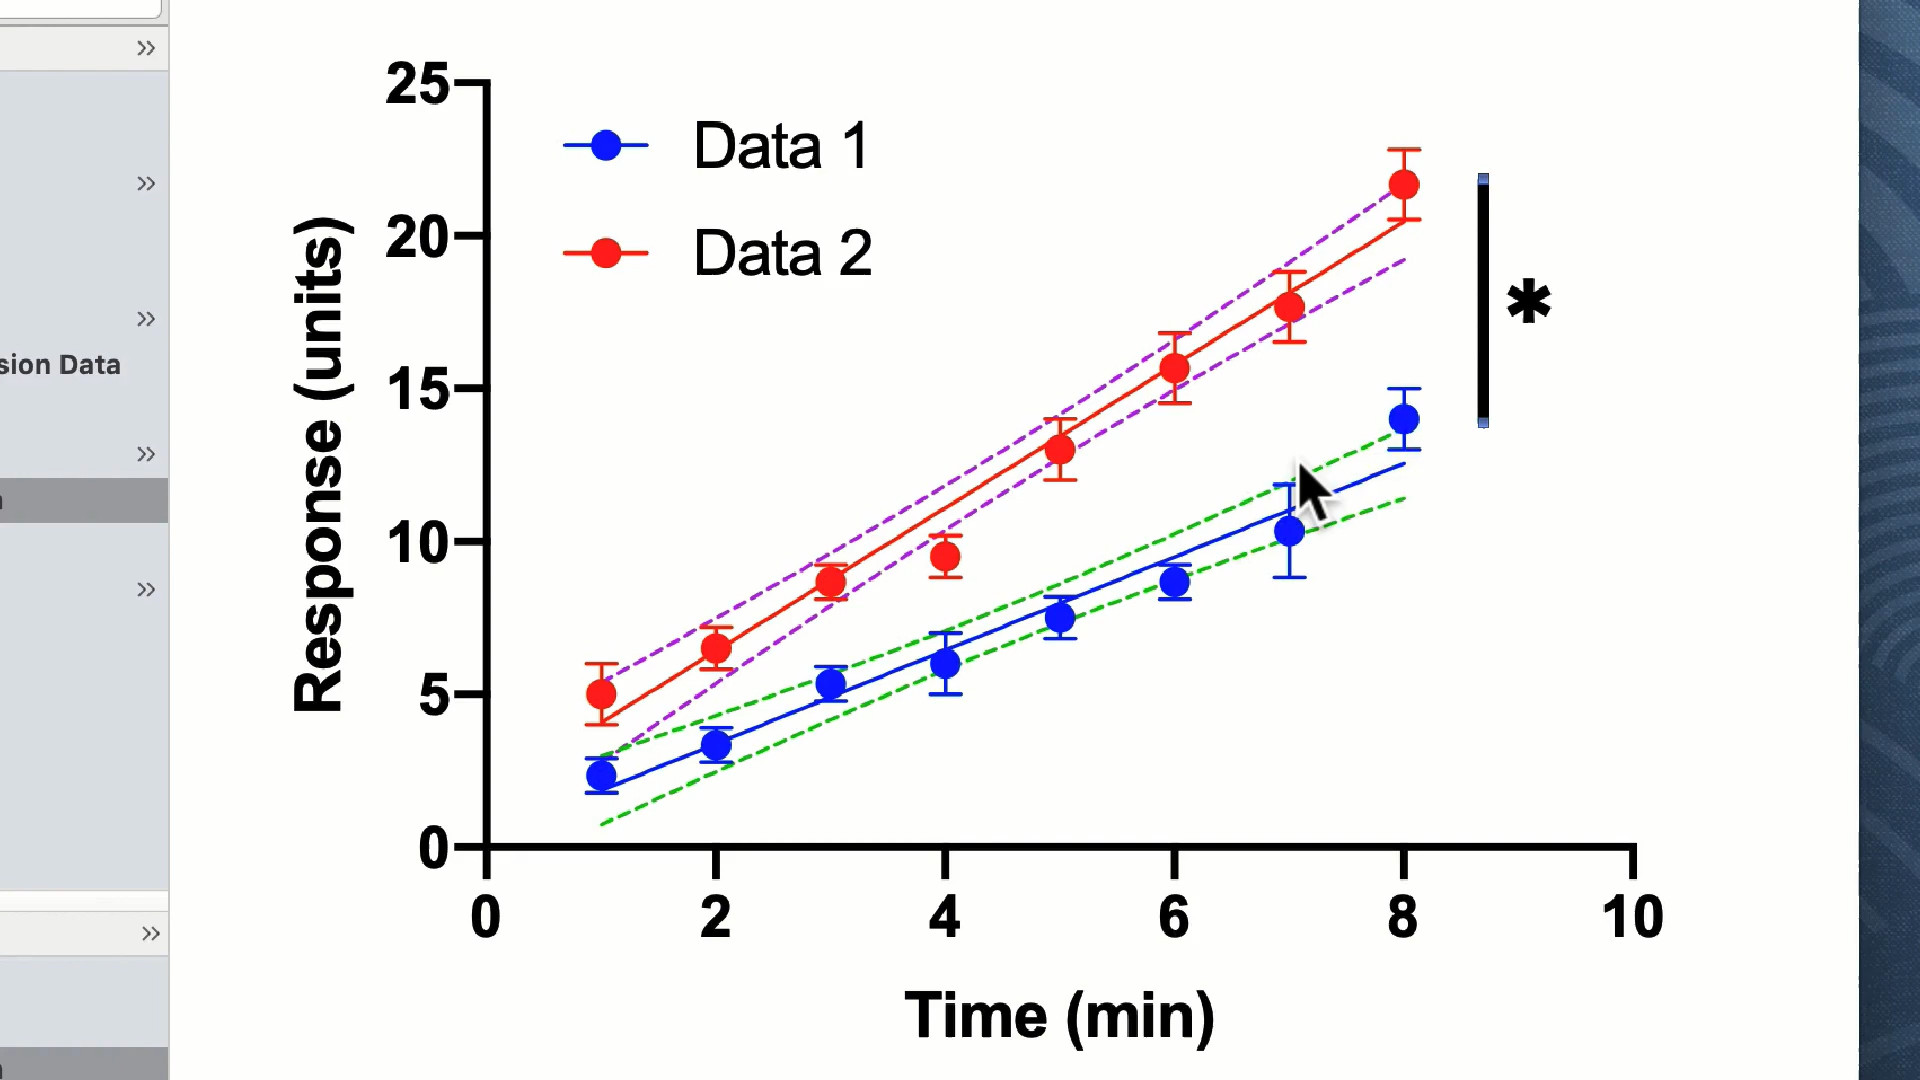 25
Data 1
20
Data 2
Response (units)
*
sion Data
15
10
5
0
0 2 4 6 8 10
Time (min)